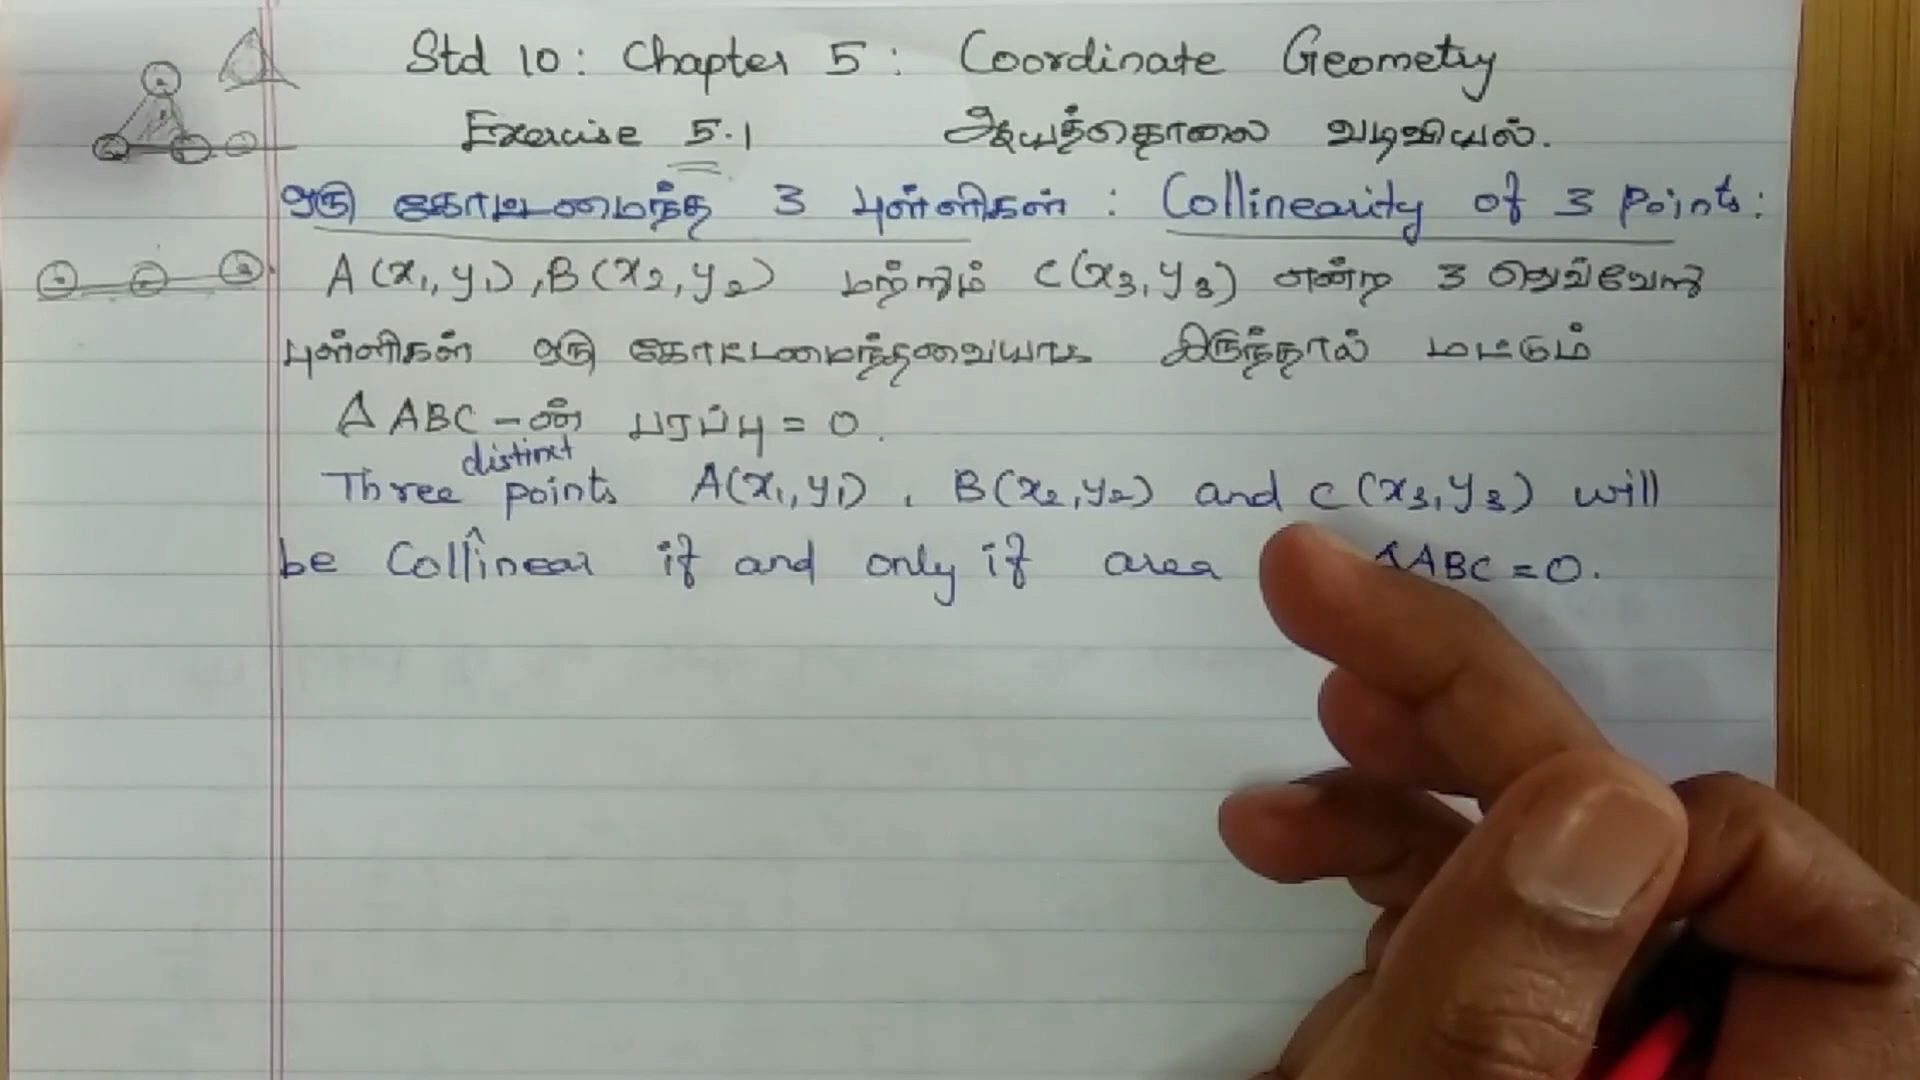 Std 10: Chapter 5: Coordinate Geometry
Exercise 5.1 ஆயத்தொலை வடிவியல்.
ஒரு கோடமைந்த 3 புள்ளிகள் : Collinearity of 3 points:
A(x₁,y₁),B(x₂,y₂) மற்றும் C(x₃,y₃) என்ற 3 வெவ்வேறு
புள்ளிகள் ஒரு கோடமைந்தவையாக இருந்தால் மட்டும்
Δ ABC-ன் பரப்பு = 0.
distinct
Three points A(x₁,y₁), B(x₂,y₂) and C(x₃,y₃) will
be Collinear if and only if area ΔABC = 0.